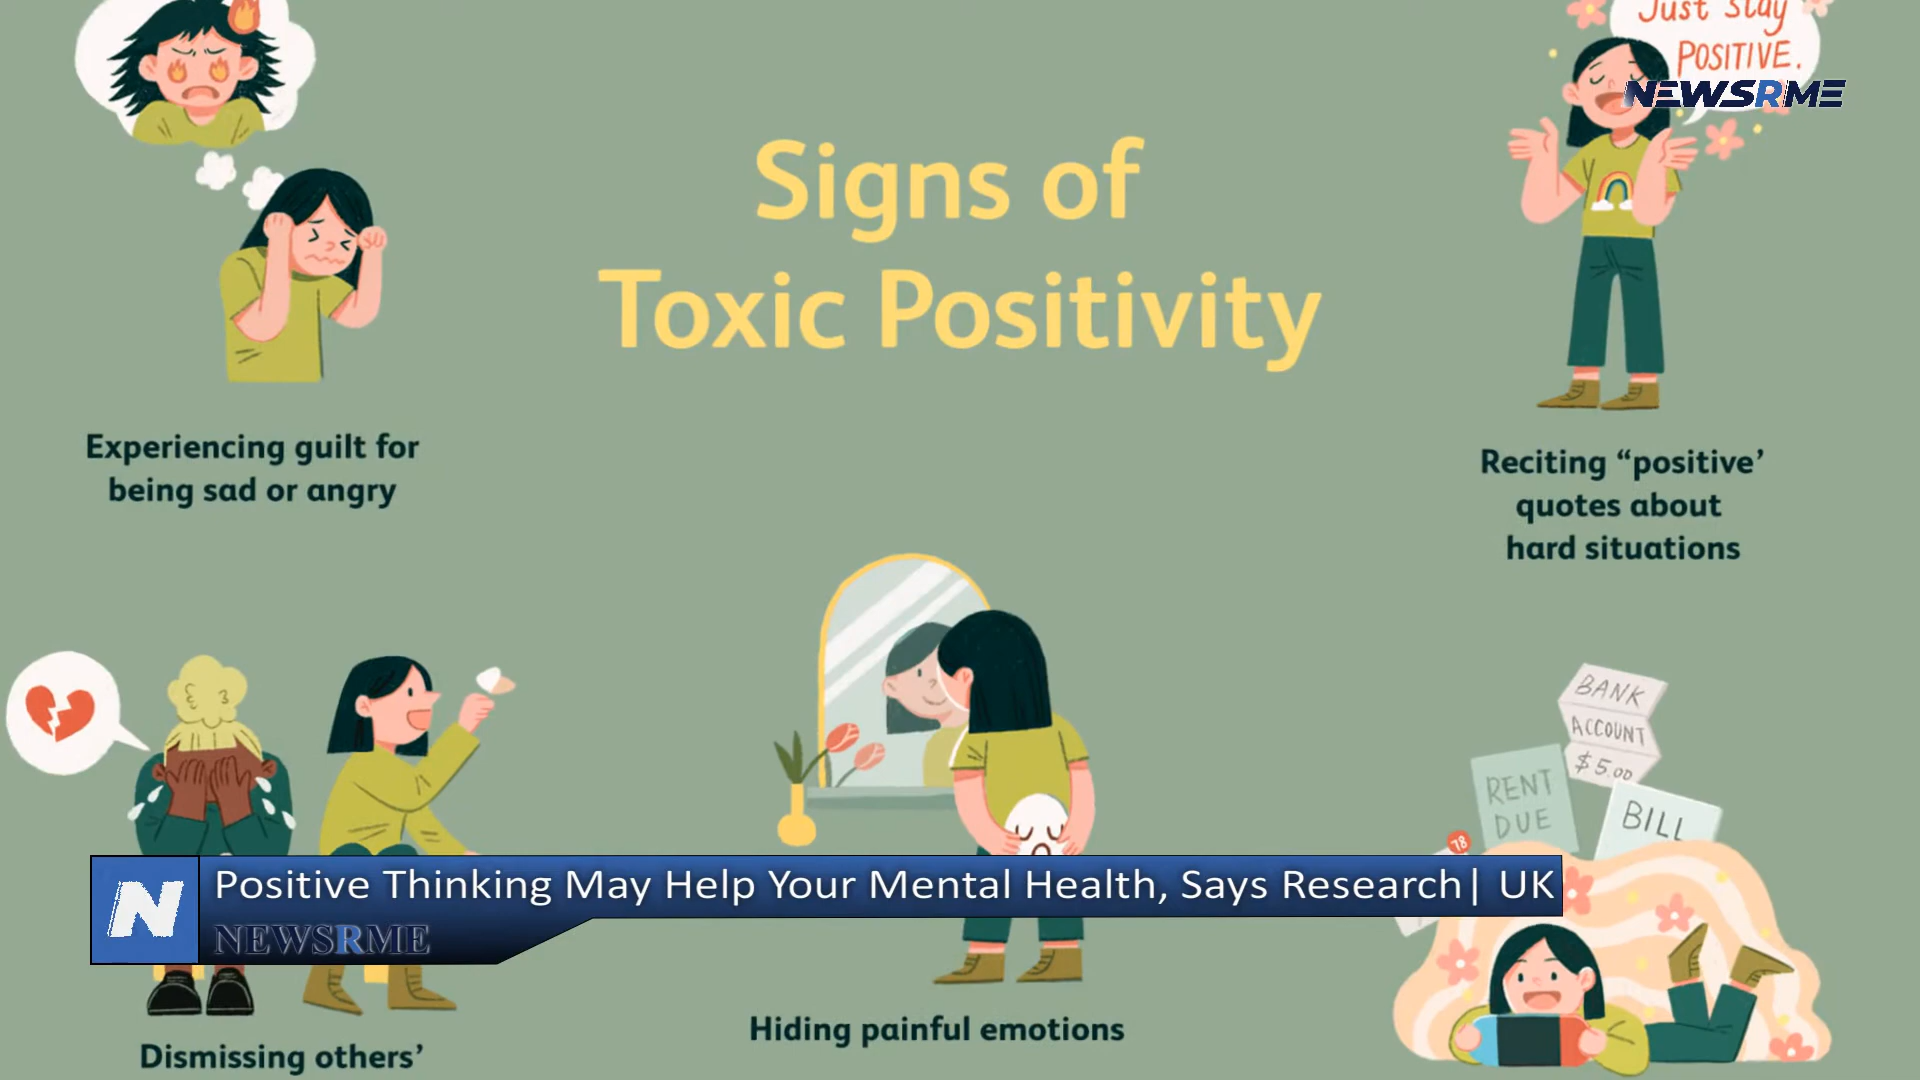 Just Stay
POSITIVE.
NEWSRME
Signs of
Toxic Positivity
Experiencing guilt for
being sad or angry
Reciting “positive’
quotes about
hard situations
BANK
ACCOUNT
$5.00
RENT
DUE
BILL
78
Positive Thinking May Help Your Mental Health, Says Research| UK
N
NEWSRME
Hiding painful emotions
Dismissing others’